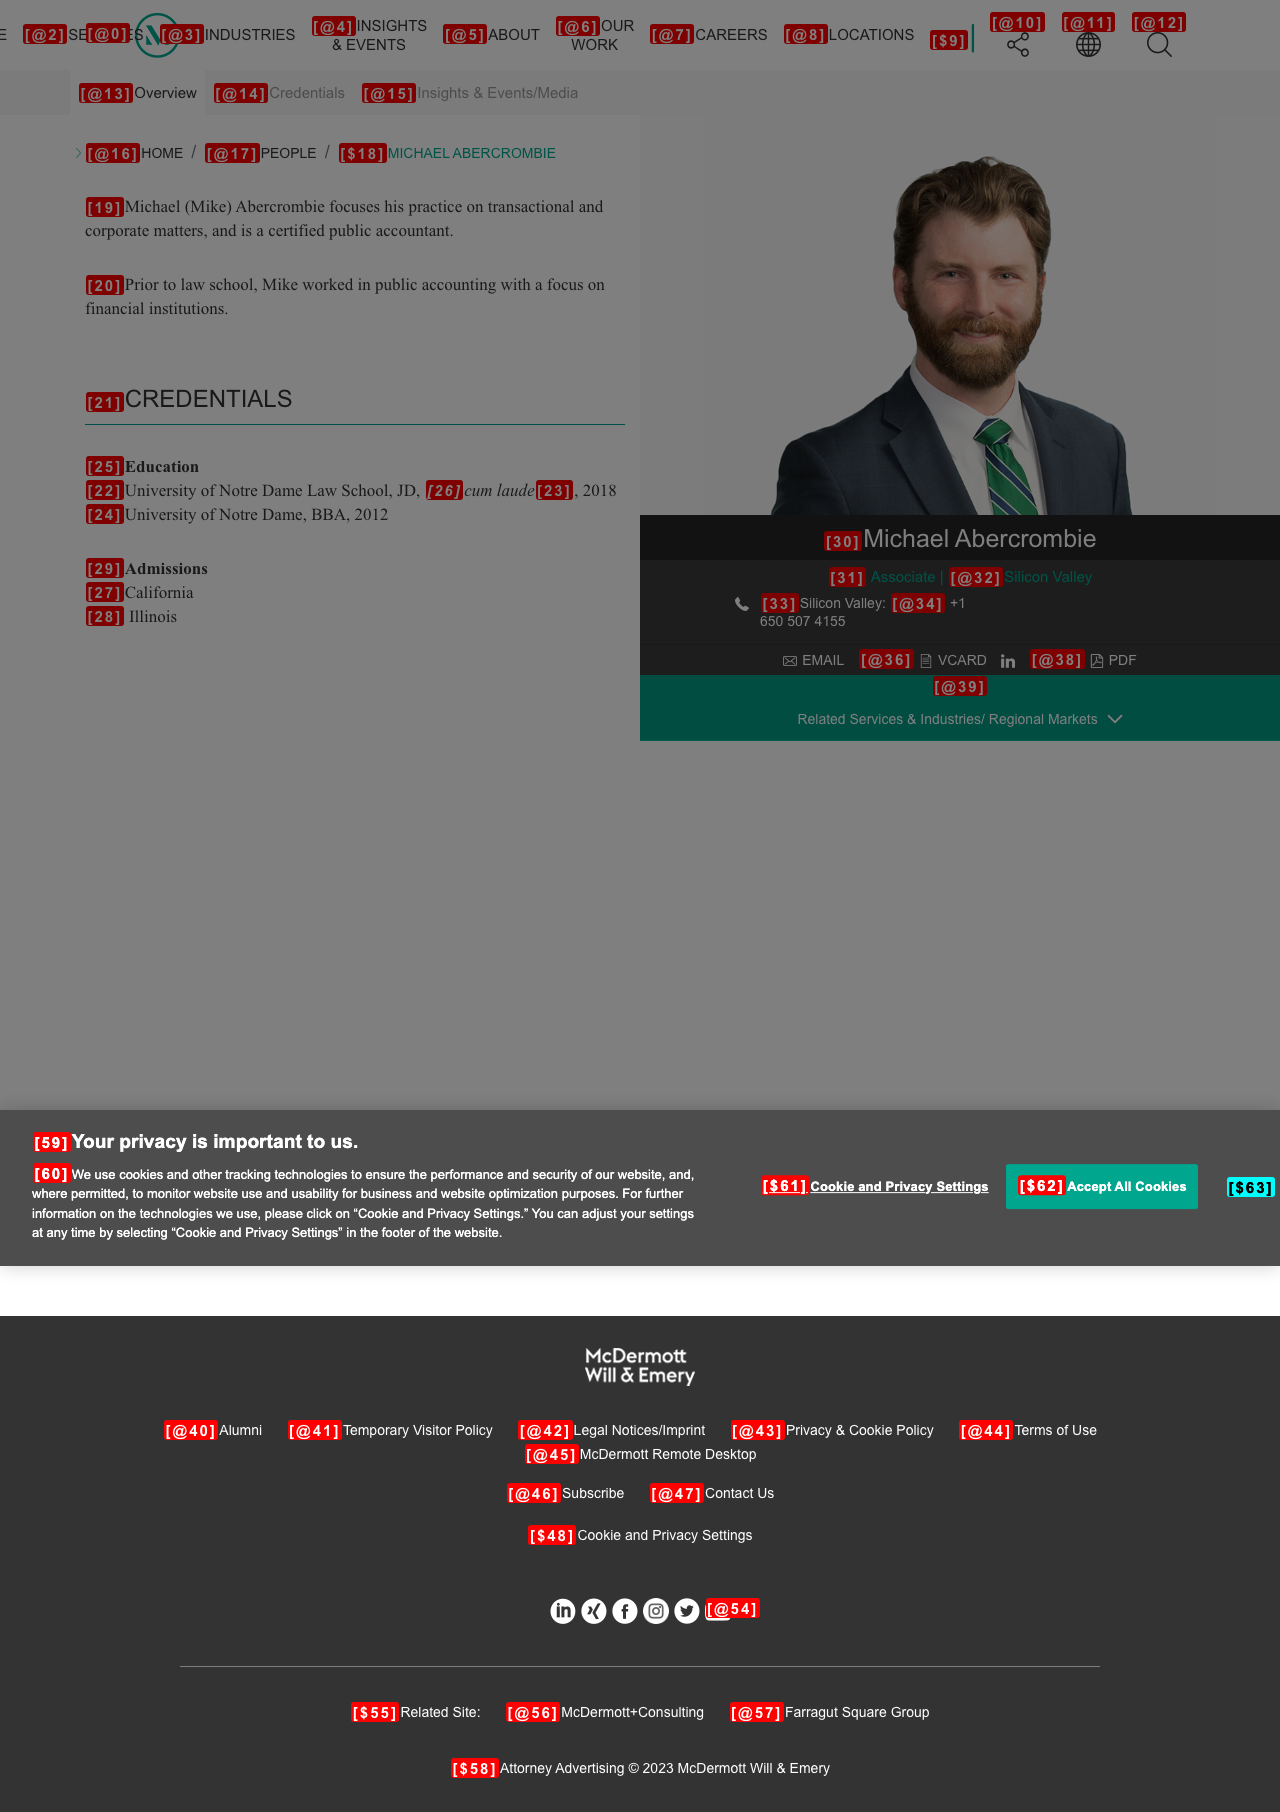 E [@2] SE [@0] ES [@3] INDUSTRIES [@4] INSIGHTS & EVENTS [@5] ABOUT [@6] OUR WORK [@7] CAREERS [@8] LOCATIONS [$9] [@10] [@11] [@12]
[@13] Overview [@14] Credentials [@15] Insights & Events/Media
[@16] HOME / [@17] PEOPLE / [$18] MICHAEL ABERCROMBIE
[19] Michael (Mike) Abercrombie focuses his practice on transactional and
corporate matters, and is a certified public accountant.
[20] Prior to law school, Mike worked in public accounting with a focus on
financial institutions.
[21] CREDENTIALS
[25] Education
[22] University of Notre Dame Law School, JD, [26] cum laude [23], 2018
[24] University of Notre Dame, BBA, 2012
[29] Admissions
[27] California
[28] Illinois
[30] Michael Abercrombie
[31] Associate | [@32] Silicon Valley
[33] Silicon Valley: [@34] +1
650 507 4155
EMAIL [@36] VCARD in [@38] PDF
[@39]
Related Services & Industries/ Regional Markets
[59] Your privacy is important to us.
[60] We use cookies and other tracking technologies to ensure the performance and security of our website, and,
where permitted, to monitor website use and usability for business and website optimization purposes. For further
information on the technologies we use, please click on “Cookie and Privacy Settings.” You can adjust your settings
at any time by selecting “Cookie and Privacy Settings” in the footer of the website.
[$61] Cookie and Privacy Settings [$62] Accept All Cookies [$63]
McDermott
Will & Emery
[@40] Alumni [@41] Temporary Visitor Policy [@42] Legal Notices/Imprint [@43] Privacy & Cookie Policy [@44] Terms of Use
[@45] McDermott Remote Desktop
[@46] Subscribe [@47] Contact Us
[$48] Cookie and Privacy Settings
in f [@54]
[$55] Related Site: [@56] McDermott+Consulting [@57] Farragut Square Group
[$58] Attorney Advertising © 2023 McDermott Will & Emery